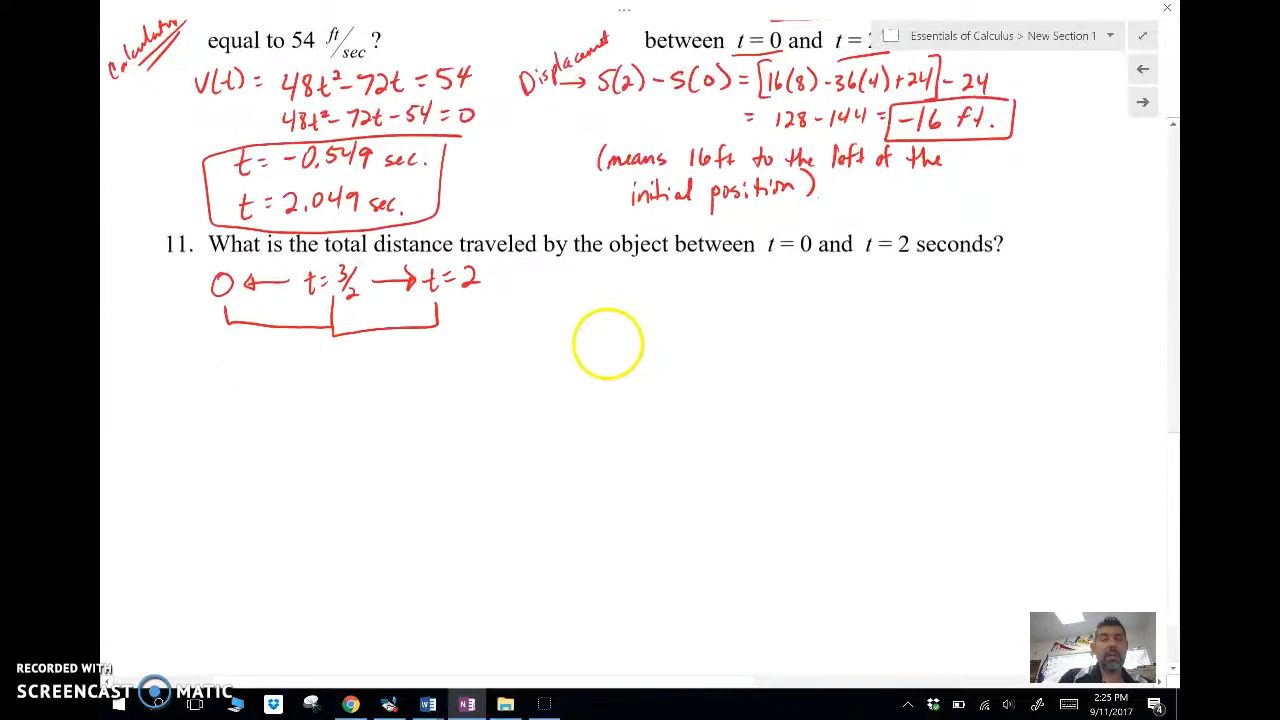 Essentials of Calculus > New Section 1
Calculator
equal to 54 ft/sec ?
V(t) = 48t² - 72t = 54
48t² - 72t - 54 = 0
t = -0.549 sec.
t = 2.049 sec.
between t = 0 and t =
Displacement → S(2) - S(0) = [16(8) - 36(4) + 24] - 24
= 128 - 144 = -16 ft.
(means 16ft to the left of the
initial position)
11. What is the total distance traveled by the object between t = 0 and t = 2 seconds?
0 ← t = 3/2 → t = 2
RECORDED WITH
SCREENCAST MATIC
2:25 PM
9/11/2017
4